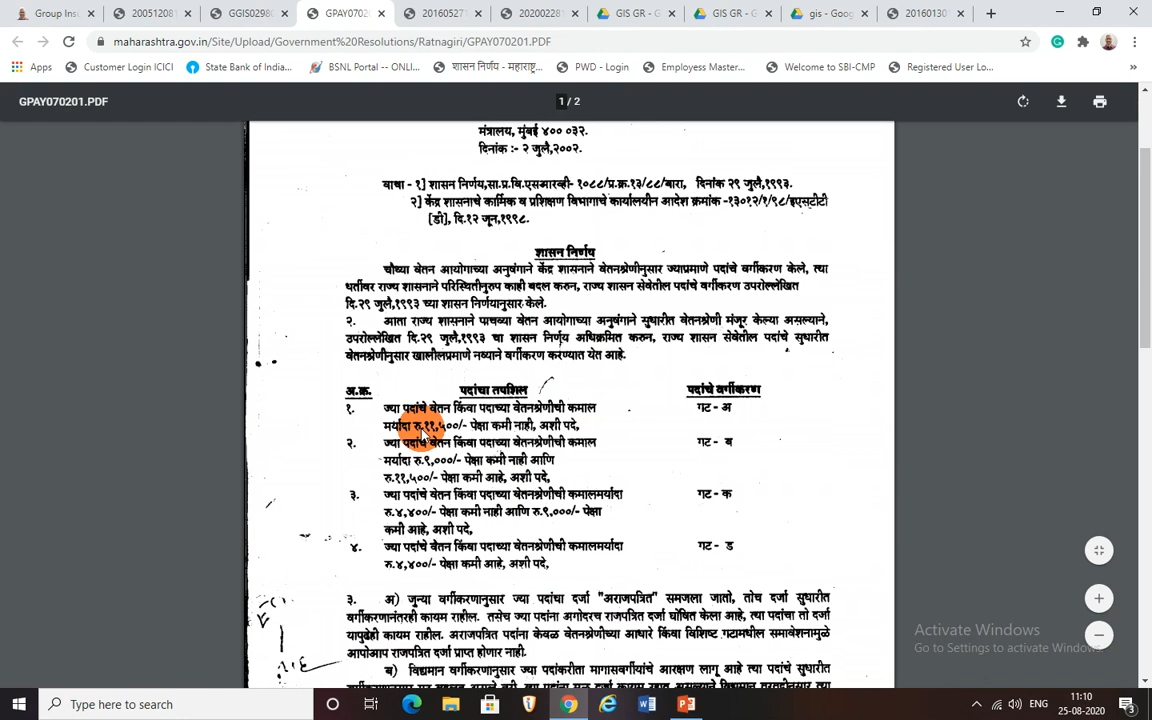 Group Insu
200512081
GGIS0298(
GPAY0702(
20160527'
20200228'
GIS GR - G
GIS GR - G
gis - Goog
20160130'
maharashtra.gov.in/Site/Upload/Government%20Resolutions/Ratnagiri/GPAY070201.PDF
Apps
Customer Login ICICI
State Bank of India...
BSNL Portal -- ONLI...
शासन निर्णय - महाराष्ट्र...
PWD - Login
Employess Master...
Welcome to SBI-CMP
Registered User Lo...
GPAY070201.PDF
1 / 2
मंत्रालय, मुंबई ४०० ०३२.
दिनांक :- २ जुलै,२००२.
वाचा - १] शासन निर्णय,सा.प्र.वि.एसआरव्ही- १०८८/प्र.क्र.१३/८८/बारा, दिनांक २९ जुलै,१९९३.
२] केंद्र शासनाचे कार्मिक व प्रशिक्षण विभागाचे कार्यालयीन आदेश क्रमांक -१३०१२/१/९८/इएसटीटी
[डी], दि.१२ जून,१९९८.
शासन निर्णय
चौथ्या वेतन आयोगाच्या अनुषंगाने केंद्र शासनाने वेतनश्रेणीनुसार ज्याप्रमाणे पदांचे वर्गीकरण केले, त्या
धर्तीवर राज्य शासनाने परिस्थितीनुरुप काही बदल करुन, राज्य शासन सेवेतील पदांचे वर्गीकरण उपरोल्लेखित
दि.२९ जुलै,१९९३ च्या शासन निर्णयानुसार केले.
२. आता राज्य शासनाने पाचव्या वेतन आयोगाच्या अनुषंगाने सुधारीत वेतनश्रेणी मंजूर केल्या असल्याने,
उपरोल्लेखित दि.२९ जुलै,१९९३ चा शासन निर्णय अधिक्रमित करुन, राज्य शासन सेवेतील पदांचे सुधारीत
वेतनश्रेणीनुसार खालीलप्रमाणे नव्याने वर्गीकरण करण्यात येत आहे.
अ.क्र. पदांचा तपशिल पदांचे वर्गीकरण
१. ज्या पदांचे वेतन किंवा पदाच्या वेतनश्रेणीची कमाल गट - अ
मर्यादा रु.११,५००/- पेक्षा कमी नाही, अशी पदे,
२. ज्या पदांचे वेतन किंवा पदाच्या वेतनश्रेणीची कमाल गट - ब
मर्यादा रु.९,०००/- पेक्षा कमी नाही आणि
रु.११,५००/- पेक्षा कमी आहे, अशी पदे,
३. ज्या पदांचे वेतन किंवा पदाच्या वेतनश्रेणीची कमालमर्यादा गट - क
रु.४,४००/- पेक्षा कमी नाही आणि रु.९,०००/- पेक्षा
कमी आहे, अशी पदे,
४. ज्या पदांचे वेतन किंवा पदाच्या वेतनश्रेणीची कमालमर्यादा गट - ड
रु.४,४००/- पेक्षा कमी आहे, अशी पदे,
३. अ) जुन्या वर्गीकरणानुसार ज्या पदांचा दर्जा "अराजपत्रित" समजला जातो, तोच दर्जा सुधारीत
वर्गीकरणानंतरही कायम राहील. तसेच ज्या पदांना अगोदरच राजपत्रित दर्जा घोषित केला आहे, त्या पदांचा तो दर्जा
यापुढेही कायम राहील. अराजपत्रित पदांना केवळ वेतनश्रेणीच्या आधारे किंवा विशिष्ट गटामधील समावेशनामुळे
आपोआप राजपत्रित दर्जा प्राप्त होणार नाही.
ब) विद्यमान वर्गीकरणानुसार ज्या पदांकरीता मागासवर्गीयांचे आरक्षण लागू आहे त्या पदांचे सुधारीत
Activate Windows
Go to Settings to activate Windows.
Type here to search
ENG
11:10
25-08-2020
3